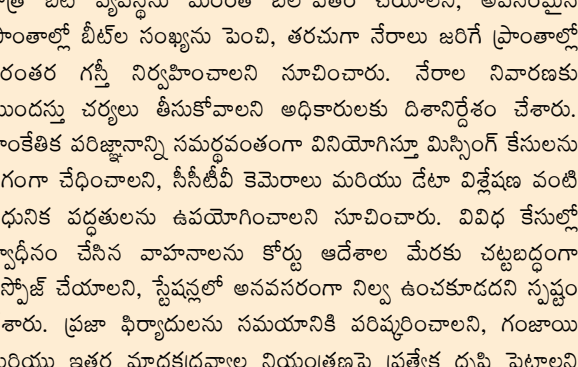 బీట్ వ్యవస్థను మరింత బలోపేతం చేయాలని, అవసరమైన
ప్రాంతాల్లో బీట్‌ల సంఖ్యను పెంచి, తరచుగా నేరాలు జరిగే ప్రాంతాల్లో
రంతర గస్తీ నిర్వహించాలని సూచించారు. నేరాల నివారణకు
ముందస్తు చర్యలు తీసుకోవాలని అధికారులకు దిశానిర్దేశం చేశారు.
ాంకేతిక పరిజ్ఞానాన్ని సమర్థవంతంగా వినియోగిస్తూ మిస్సింగ్ కేసులను
గంగా చేధించాలని, సీసీటీవీ కెమెరాలు మరియు డేటా విశ్లేషణ వంటి
ధునిక పద్ధతులను ఉపయోగించాలని సూచించారు. వివిధ కేసుల్లో
్వాధీనం చేసిన వాహనాలను కోర్టు ఆదేశాల మేరకు చట్టబద్ధంగా
స్పోజ్ చేయాలని, స్టేషన్లలో అనవసరంగా నిల్వ ఉంచకూడదని స్పష్టం
శారు. ప్రజా ఫిర్యాదులను సమయానికి పరిష్కరించాలని, గంజాయి
మరియు ఇతర మాదకద్రవ్యాల నియంత్రణపై ప్రత్యేక దృష్టి పెట్టాలని